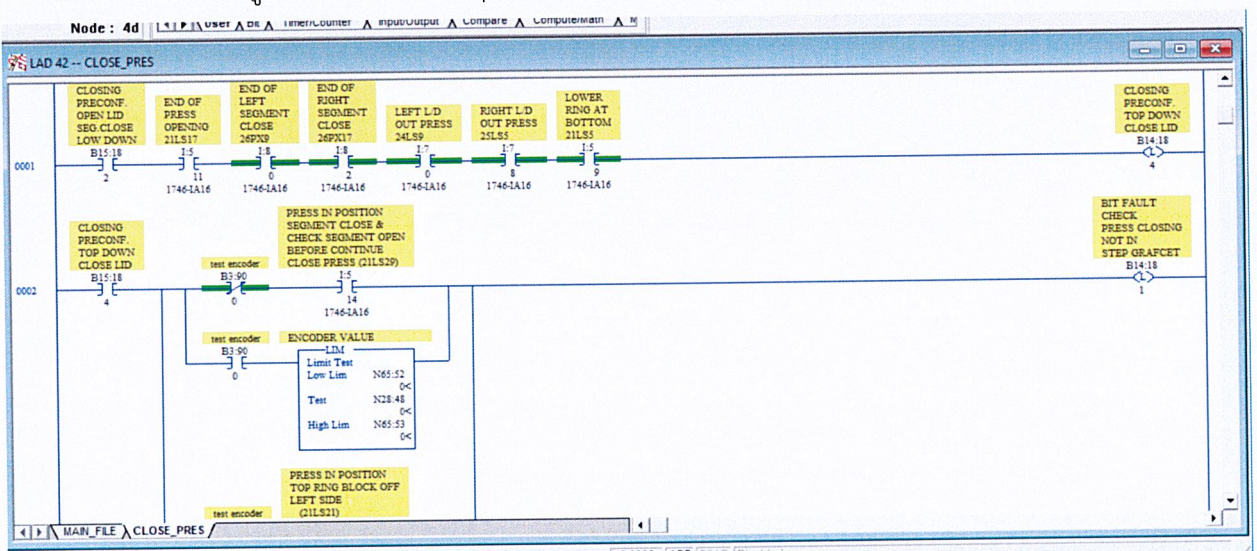 Node : 4d
User
Bit
Timer/Counter
Input/Output
Compare
Compute/Math
M
LAD 42 -- CLOSE_PRES
CLOSING
PRECONF.
OPEN LID
SEG.CLOSE
LOW DOWN
B15:18
2
END OF
PRESS
OPENING
21LS17
I:5
11
1746-IA16
END OF
LEFT
SEGMENT
CLOSE
26PX9
I:8
0
1746-IA16
END OF
RIGHT
SEGMENT
CLOSE
26PX17
I:8
2
1746-IA16
LEFT L/D
OUT PRESS
24LS9
I:7
0
1746-IA16
RIGHT L/D
OUT PRESS
25LS5
I:7
8
1746-IA16
LOWER
RING AT
BOTTOM
21LS5
I:5
9
1746-IA16
CLOSING
PRECONF.
TOP DOWN
CLOSE LID
B14:18
L
4
0001
CLOSING
PRECONF.
TOP DOWN
CLOSE LID
B15:18
4
test encoder
B3:90
0
PRESS IN POSITION
SEGMENT CLOSE &
CHECK SEGMENT OPEN
BEFORE CONTINUE
CLOSE PRESS (21LS29)
I:5
14
1746-IA16
BIT FAULT
CHECK
PRESS CLOSING
NOT IN
STEP GRAFCET
B14:18
L
1
0002
test encoder
B3:90
0
ENCODER VALUE
LIM
Limit Test
Low Lim N65:52
0<
Test N28:48
0<
High Lim N65:53
0<
PRESS IN POSITION
TOP RING BLOCK OFF
LEFT SIDE
(21LS21)
test encoder
MAIN_FILE
CLOSE_PRES